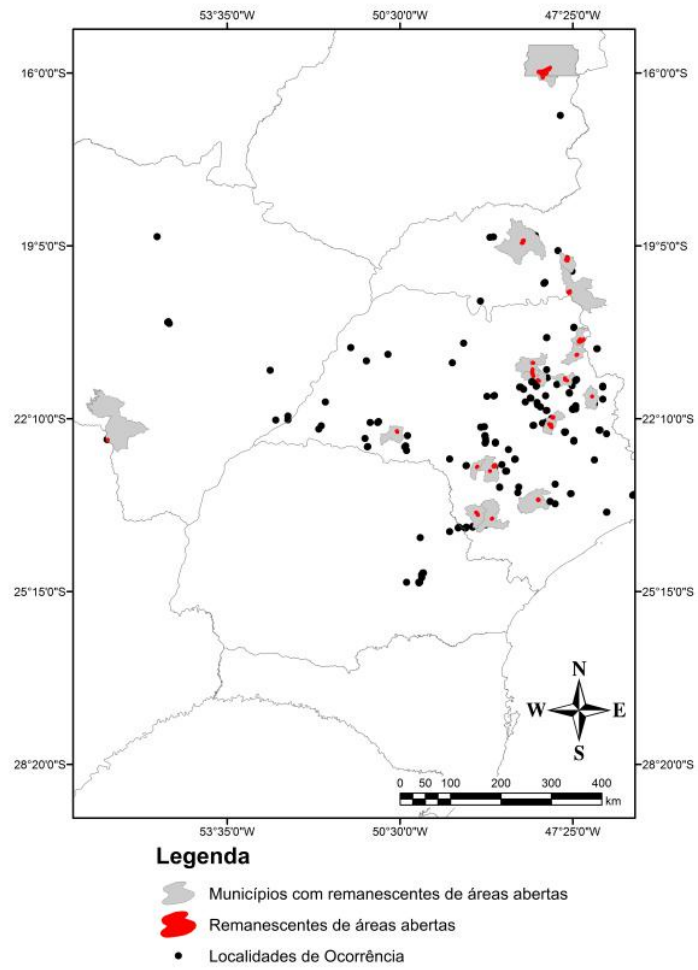 53°35'0"W 50°30'0"W 47°25'0"W
16°0'0"S 16°0'0"S
19°5'0"S 19°5'0"S
22°10'0"S 22°10'0"S
25°15'0"S 25°15'0"S
N
W E
S
28°20'0"S 28°20'0"S
0 50 100 200 300 400
km
53°35'0"W 50°30'0"W 47°25'0"W
Legenda
Municípios com remanescentes de áreas abertas
Remanescentes de áreas abertas
Localidades de Ocorrência